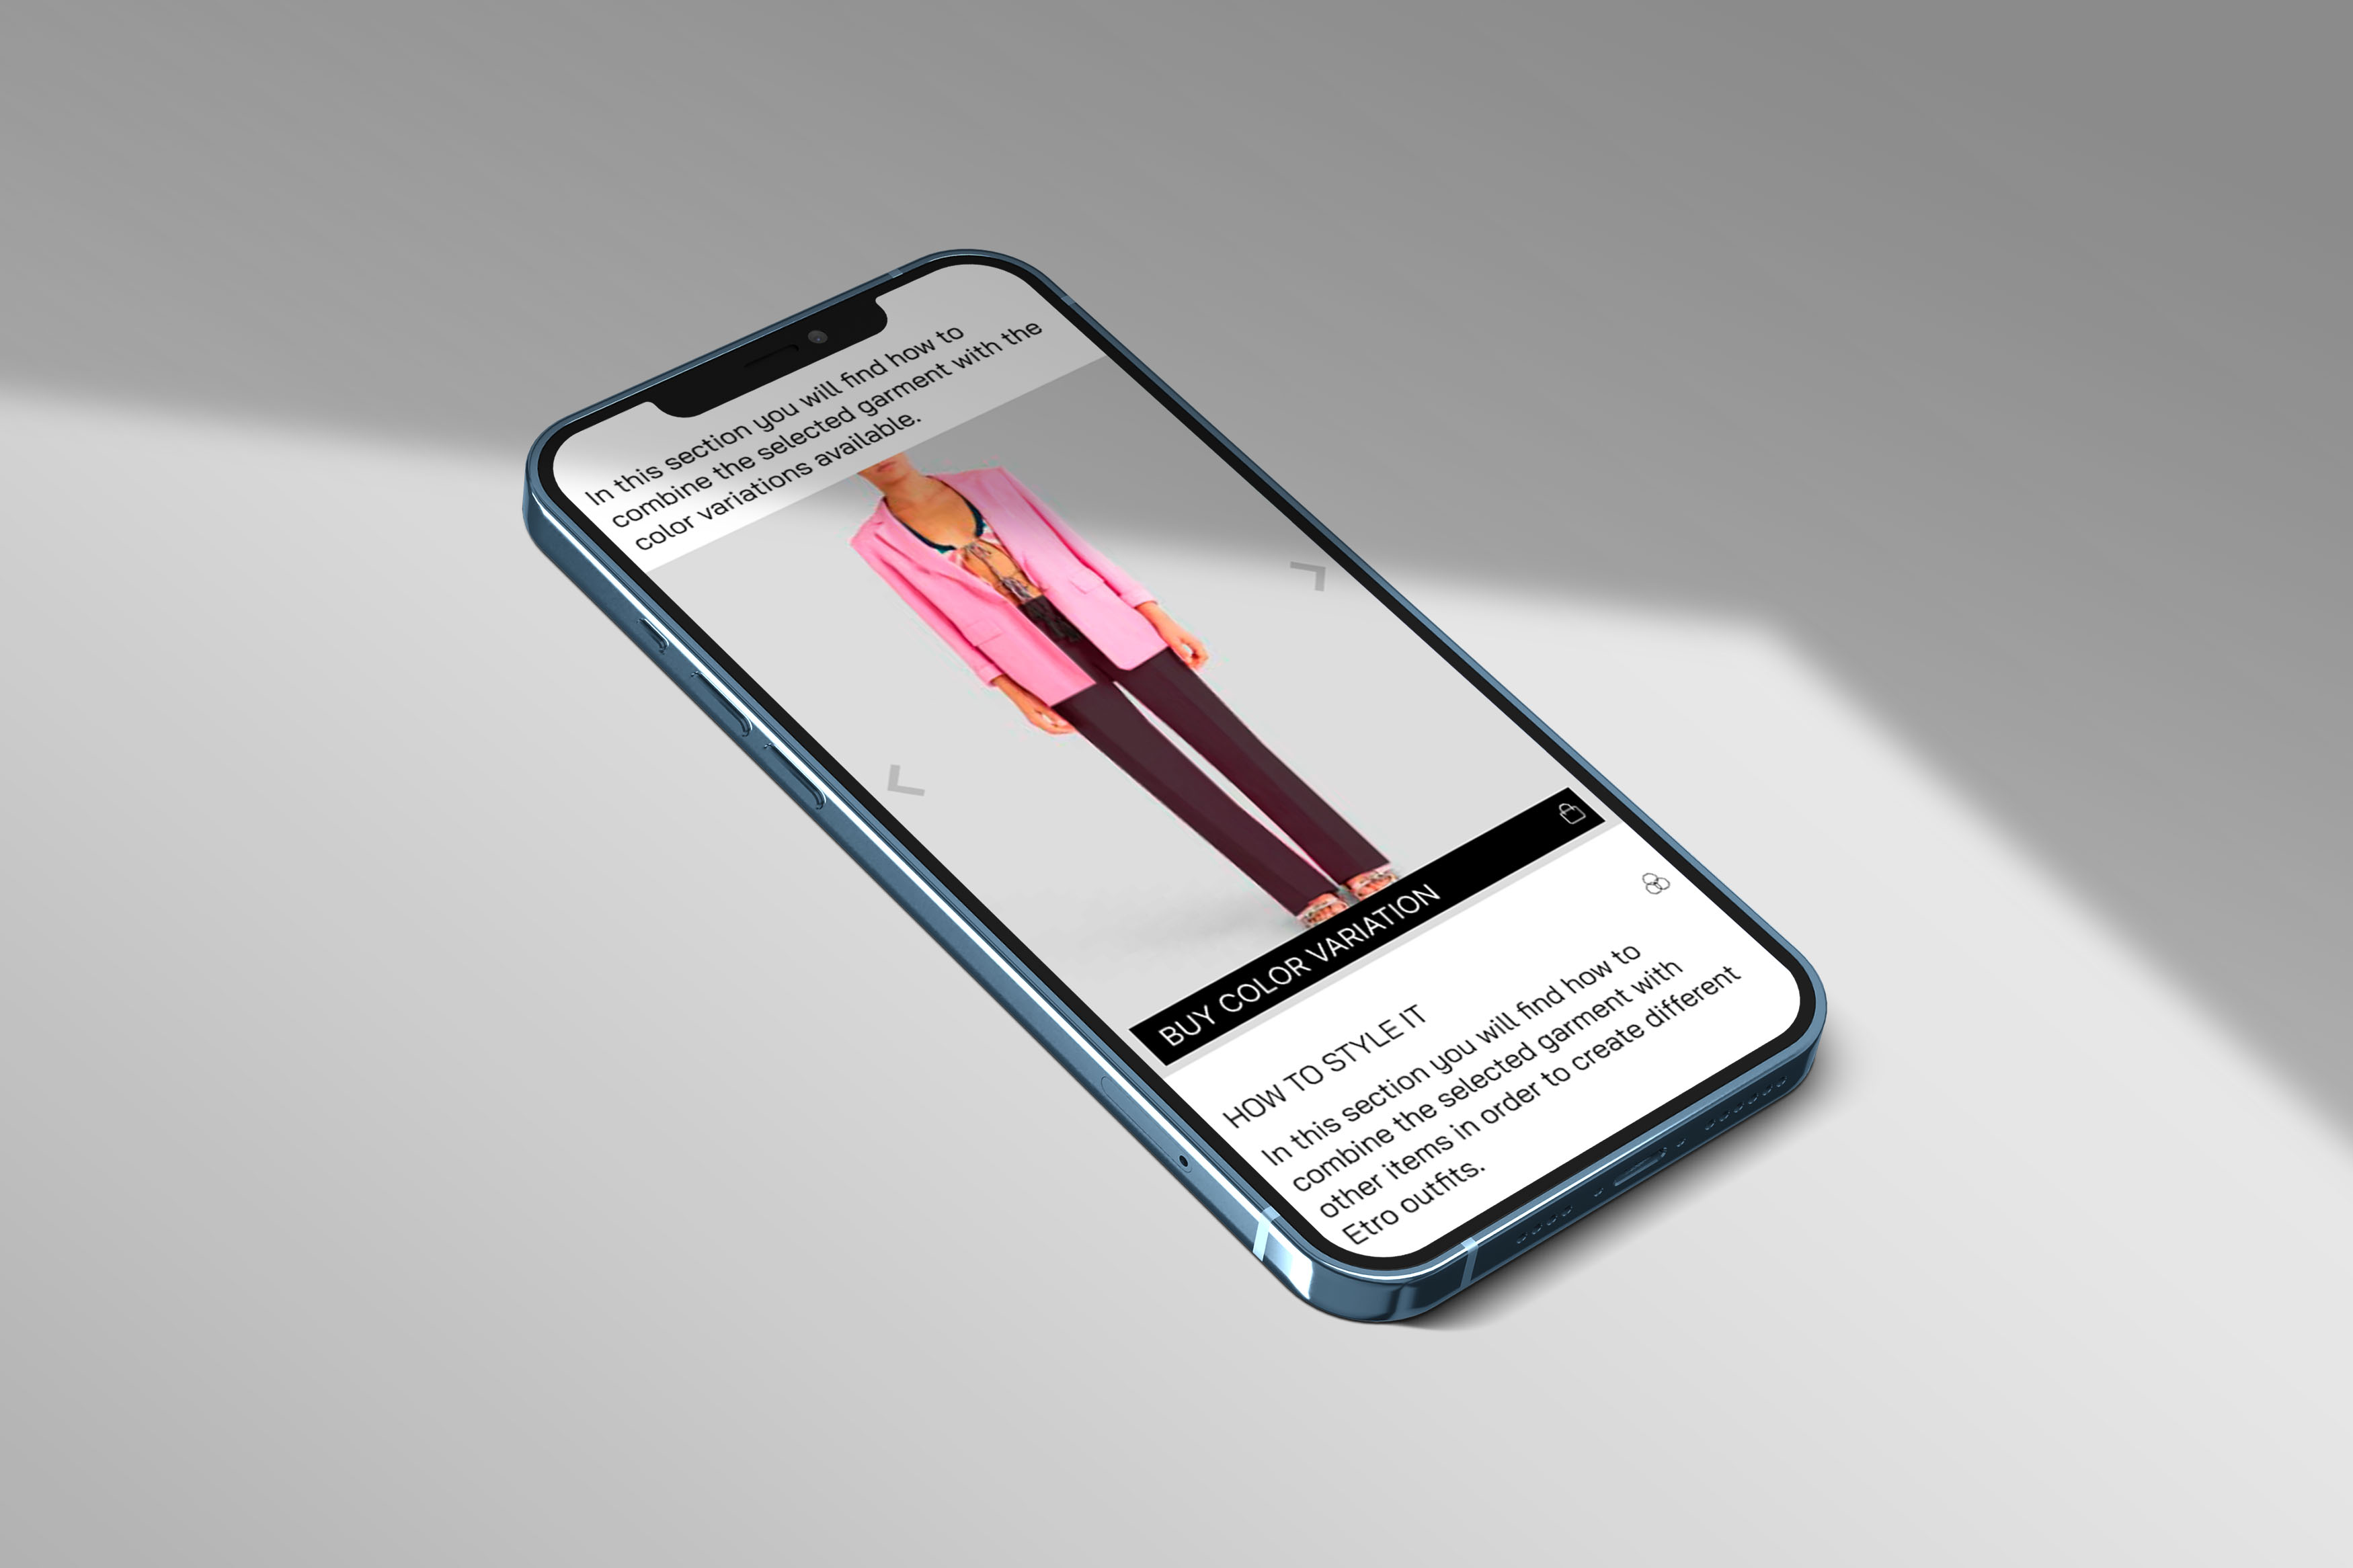 In this section you will find how to
combine the selected garment with the
color variations available.
BUY COLOR VARIATION
HOW TO STYLE IT
In this section you will find how to
combine the selected garment with
other items in order to create different
Etro outfits.